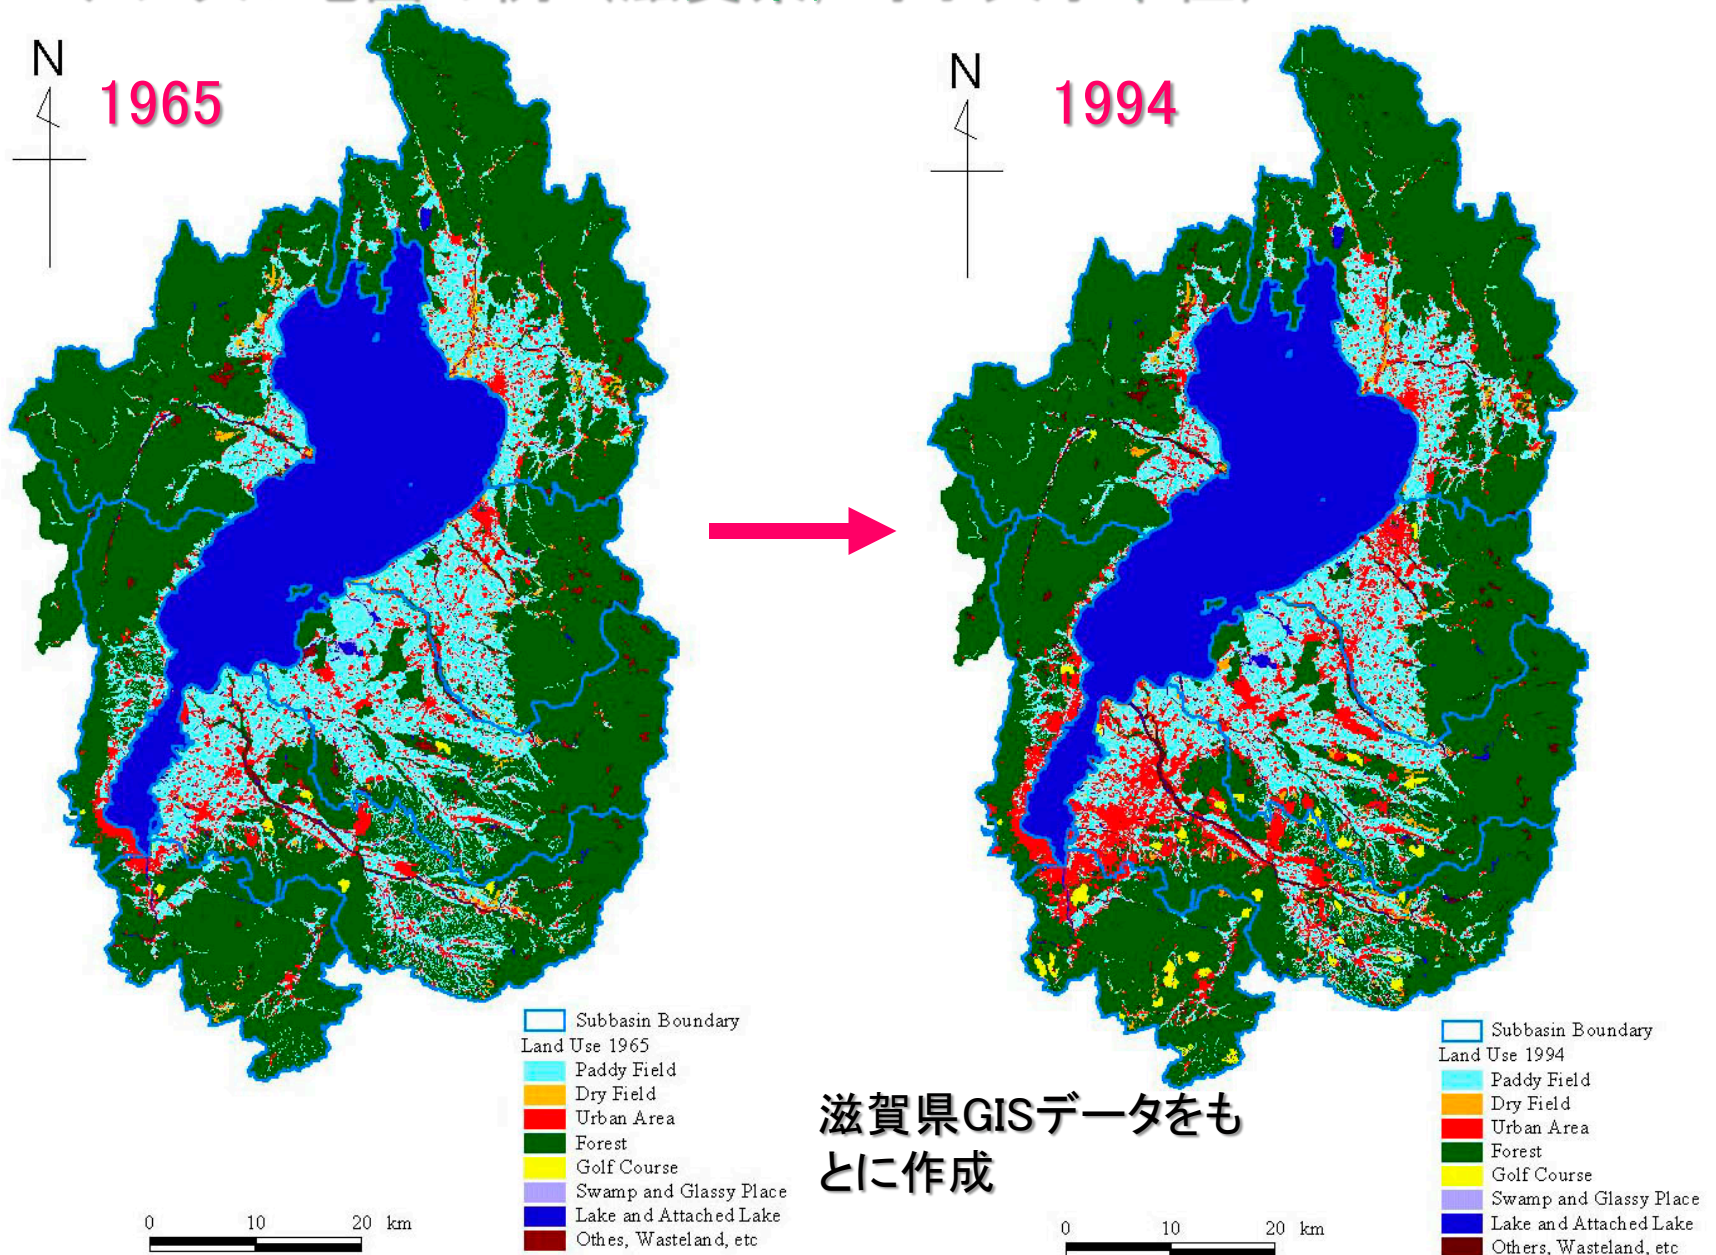 N
1965
N
1994
Subbasin Boundary
Land Use 1965
Paddy Field
Dry Field
Urban Area
Forest
Golf Course
Swamp and Glassy Place
Lake and Attached Lake
Othes, Wasteland, etc
0 10 20 km
滋賀県GISデータをも
とに作成
Subbasin Boundary
Land Use 1994
Paddy Field
Dry Field
Urban Area
Forest
Golf Course
Swamp and Glassy Place
Lake and Attached Lake
Others, Wasteland, etc
0 10 20 km